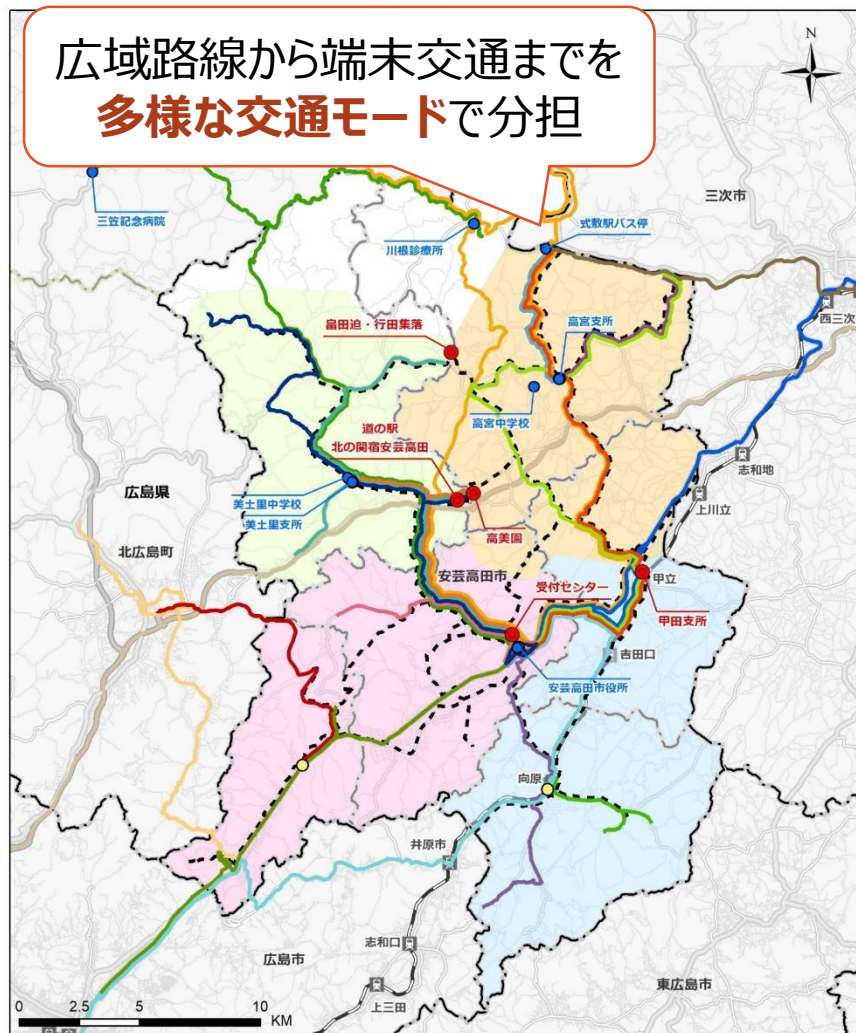 広域路線から端末交通までを
多様な交通モードで分担
N
三次市
三笠記念病院
川根診療所
式敷駅バス停
西三次
畠田迫・行田集落
高宮支所
高宮中学校
道の駅
北の関宿安芸高田
志和地
広島県
美土里中学校
美土里支所
上川立
高美園
北広島町
安芸高田市
受付センター
甲立
甲田支所
吉田口
安芸高田市役所
向原
井原市
志和口
広島市
東広島市
上三田
0 2.5 5 10
KM